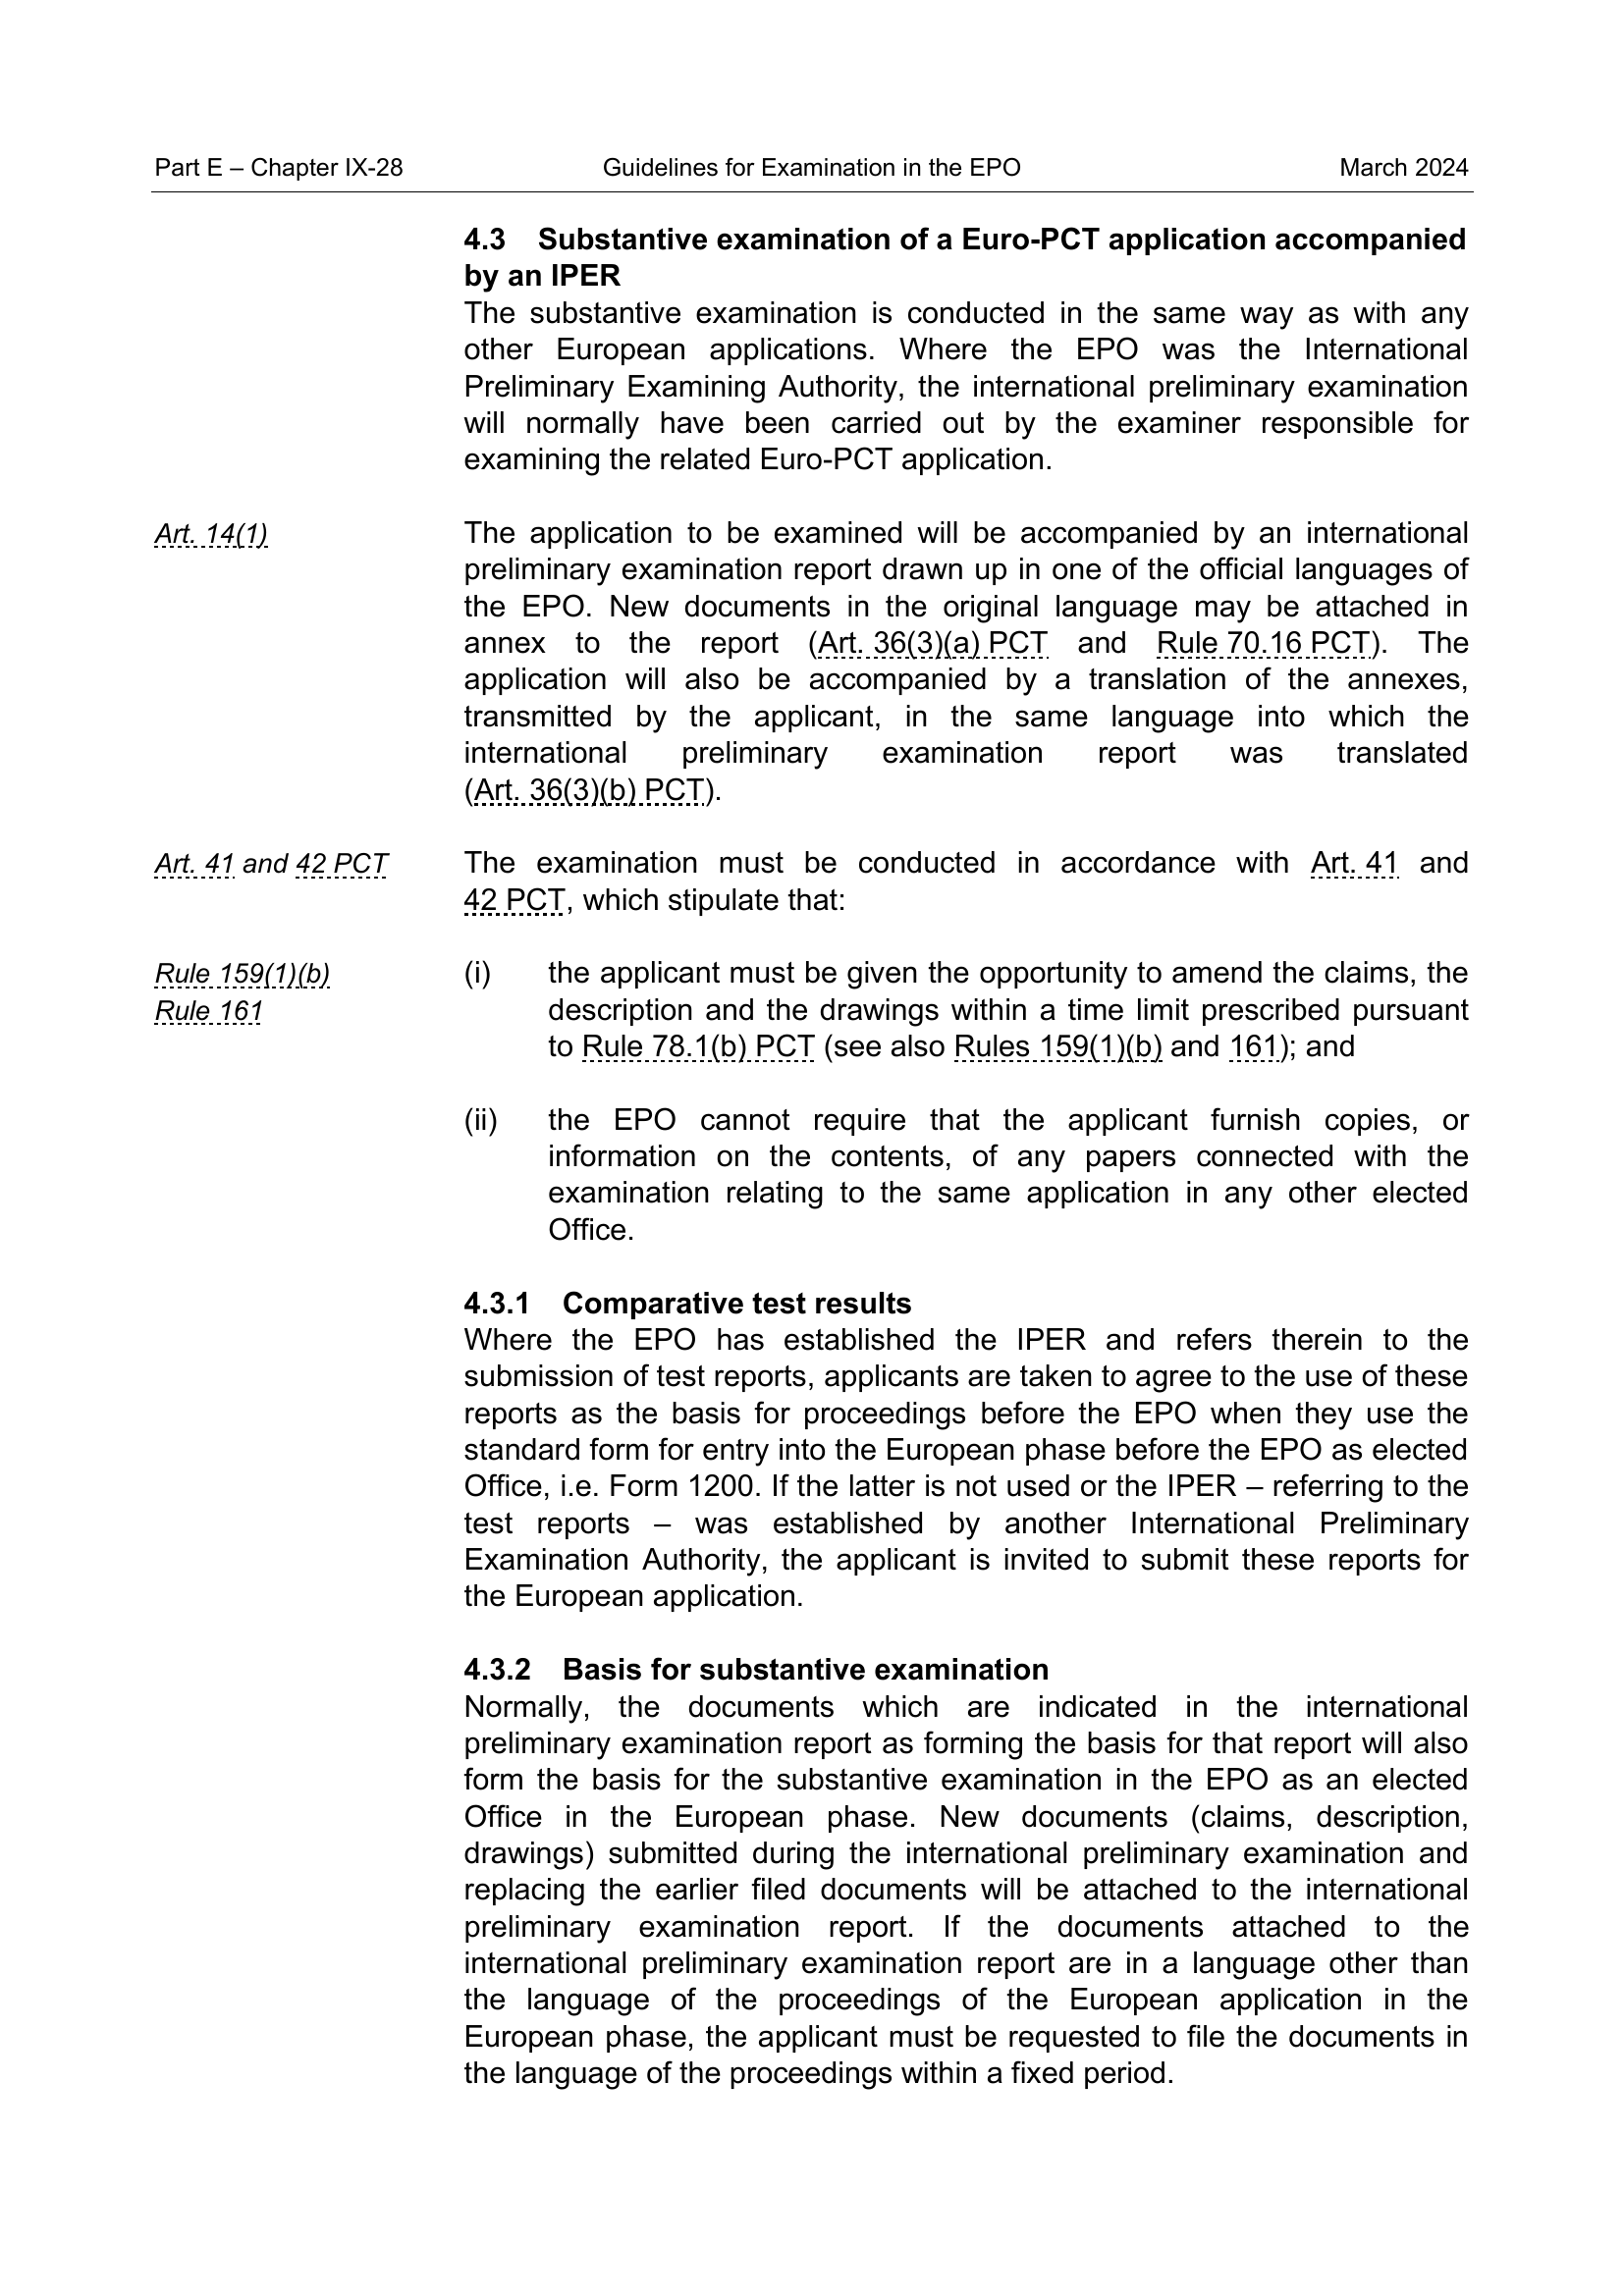 Part E – Chapter IX-28 Guidelines for Examination in the EPO March 2024
4.3 Substantive examination of a Euro-PCT application accompanied
by an IPER
The substantive examination is conducted in the same way as with any
other European applications. Where the EPO was the International
Preliminary Examining Authority, the international preliminary examination
will normally have been carried out by the examiner responsible for
examining the related Euro-PCT application.
Art. 14(1)
The application to be examined will be accompanied by an international
preliminary examination report drawn up in one of the official languages of
the EPO. New documents in the original language may be attached in
annex to the report (Art. 36(3)(a) PCT and Rule 70.16 PCT). The
application will also be accompanied by a translation of the annexes,
transmitted by the applicant, in the same language into which the
international preliminary examination report was translated
(Art. 36(3)(b) PCT).
Art. 41 and 42 PCT
The examination must be conducted in accordance with Art. 41 and
42 PCT, which stipulate that:
Rule 159(1)(b)
Rule 161
(i) the applicant must be given the opportunity to amend the claims, the
description and the drawings within a time limit prescribed pursuant
to Rule 78.1(b) PCT (see also Rules 159(1)(b) and 161); and
(ii) the EPO cannot require that the applicant furnish copies, or
information on the contents, of any papers connected with the
examination relating to the same application in any other elected
Office.
4.3.1 Comparative test results
Where the EPO has established the IPER and refers therein to the
submission of test reports, applicants are taken to agree to the use of these
reports as the basis for proceedings before the EPO when they use the
standard form for entry into the European phase before the EPO as elected
Office, i.e. Form 1200. If the latter is not used or the IPER – referring to the
test reports – was established by another International Preliminary
Examination Authority, the applicant is invited to submit these reports for
the European application.
4.3.2 Basis for substantive examination
Normally, the documents which are indicated in the international
preliminary examination report as forming the basis for that report will also
form the basis for the substantive examination in the EPO as an elected
Office in the European phase. New documents (claims, description,
drawings) submitted during the international preliminary examination and
replacing the earlier filed documents will be attached to the international
preliminary examination report. If the documents attached to the
international preliminary examination report are in a language other than
the language of the proceedings of the European application in the
European phase, the applicant must be requested to file the documents in
the language of the proceedings within a fixed period.